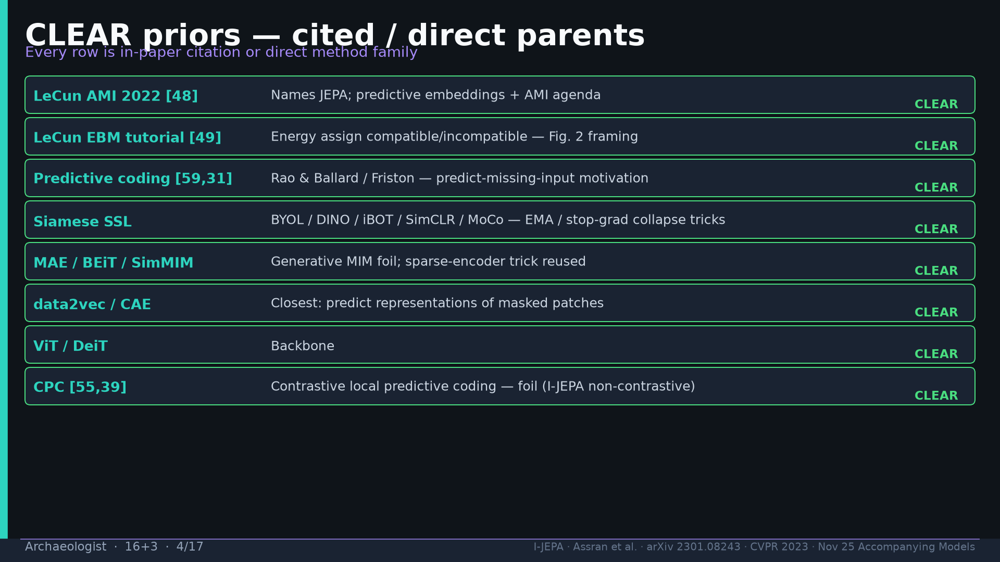 CLEAR priors — cited / direct parents
Every row is in-paper citation or direct method family
LeCun AMI 2022 [48]
Names JEPA; predictive embeddings + AMI agenda
CLEAR
LeCun EBM tutorial [49]
Energy assign compatible/incompatible — Fig. 2 framing
CLEAR
Predictive coding [59,31]
Rao & Ballard / Friston — predict-missing-input motivation
CLEAR
Siamese SSL
BYOL / DINO / iBOT / SimCLR / MoCo — EMA / stop-grad collapse tricks
CLEAR
MAE / BEiT / SimMIM
Generative MIM foil; sparse-encoder trick reused
CLEAR
data2vec / CAE
Closest: predict representations of masked patches
CLEAR
ViT / DeiT
Backbone
CLEAR
CPC [55,39]
Contrastive local predictive coding — foil (I-JEPA non-contrastive)
CLEAR
Archaeologist · 16+3 · 4/17
I-JEPA · Assran et al. · arXiv 2301.08243 · CVPR 2023 · Nov 25 Accompanying Models